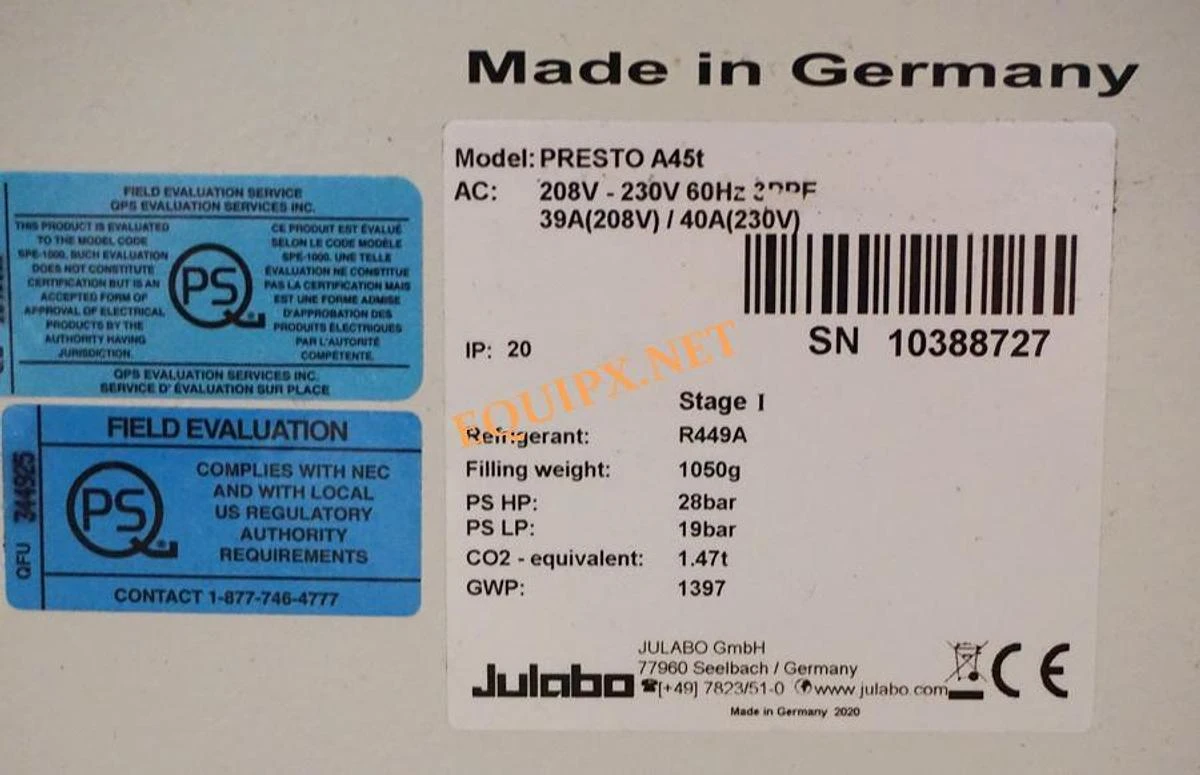 Made in Germany
Model: PRESTO A45t
AC: 208V - 230V 60Hz
39A(208V) / 40A(230V)
SN 10388727
IP: 20
EQUIPX.NET
Stage I
Refrigerant: R449A
Filling weight: 1050g
PS HP: 28bar
PS LP: 19bar
CO2 - equivalent: 1.47t
GWP: 1397
Julabo
JULABO GmbH
77960 Seelbach / Germany
☎[+49] 7823/51-0 www.julabo.com
CE
Made in Germany 2020
FIELD EVALUATION SERVICE
QPS EVALUATION SERVICES INC.
THIS PRODUCT IS EVALUATED
TO THE MODEL CODE
SPE-1000. SUCH EVALUATION
DOES NOT CONSTITUTE
CERTIFICATION BUT IS AN
ACCEPTED FORM OF
APPROVAL OF ELECTRICAL
PRODUCTS BY THE
AUTHORITY HAVING
JURISDICTION.
QPS
CE PRODUIT EST ÉVALUÉ
SELON LE CODE MODÈLE
SPE-1000. UNE TELLE
ÉVALUATION NE CONSTITUE
PAS LA CERTIFICATION MAIS
EST UNE FORME ADMISE
D'APPROBATION DES
PRODUITS ÉLECTRIQUES
PAR L'AUTORITÉ
COMPÉTENTE.
QPS EVALUATION SERVICES INC.
SERVICE D'ÉVALUATION SUR PLACE
FIELD EVALUATION
QFU 344925
QPS
COMPLIES WITH NEC
AND WITH LOCAL
US REGULATORY
AUTHORITY
REQUIREMENTS
CONTACT 1-877-746-4777